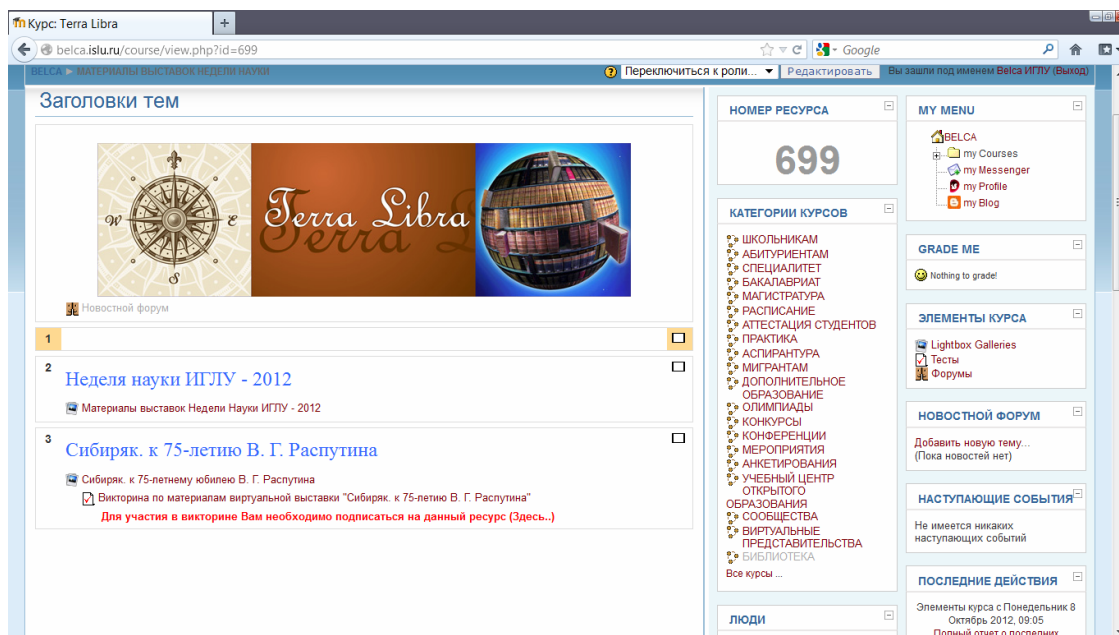 Курс: Terra Libra
belca.islu.ru/course/view.php?id=699
Google
BELCA ► МАТЕРИАЛЫ ВЫСТАВОК НЕДЕЛИ НАУКИ
Переключиться к роли...
Редактировать
Вы зашли под именем Belca ИГЛУ (Выход)
Заголовки тем
W E S
Terra Libra
Terra L
Новостной форум
1
2
Неделя науки ИГЛУ - 2012
Материалы выставок Недели Науки ИГЛУ - 2012
3
Сибиряк. к 75-летию В. Г. Распутина
Сибиряк. к 75-летнему юбилею В. Г. Распутина
Викторина по материалам виртуальной выставки "Сибиряк. к 75-летию В. Г. Распутина"
Для участия в викторине Вам необходимо подписаться на данный ресурс (Здесь..)
НОМЕР РЕСУРСА
699
КАТЕГОРИИ КУРСОВ
ШКОЛЬНИКАМ
АБИТУРИЕНТАМ
СПЕЦИАЛИТЕТ
БАКАЛАВРИАТ
МАГИСТРАТУРА
РАСПИСАНИЕ
АТТЕСТАЦИЯ СТУДЕНТОВ
ПРАКТИКА
АСПИРАНТУРА
МИГРАНТАМ
ДОПОЛНИТЕЛЬНОЕ
ОБРАЗОВАНИЕ
ОЛИМПИАДЫ
КОНКУРСЫ
КОНФЕРЕНЦИИ
МЕРОПРИЯТИЯ
АНКЕТИРОВАНИЯ
УЧЕБНЫЙ ЦЕНТР
ОТКРЫТОГО
ОБРАЗОВАНИЯ
СООБЩЕСТВА
ВИРТУАЛЬНЫЕ
ПРЕДСТАВИТЕЛЬСТВА
БИБЛИОТЕКА
Все курсы ...
ЛЮДИ
MY MENU
BELCA
my Courses
my Messenger
my Profile
my Blog
GRADE ME
Nothing to grade!
ЭЛЕМЕНТЫ КУРСА
Lightbox Galleries
Тесты
Форумы
НОВОСТНОЙ ФОРУМ
Добавить новую тему...
(Пока новостей нет)
НАСТУПАЮЩИЕ СОБЫТИЯ
Не имеется никаких
наступающих событий
ПОСЛЕДНИЕ ДЕЙСТВИЯ
Элементы курса с Понедельник 8
Октябрь 2012, 09:05
Полный отчет о последних